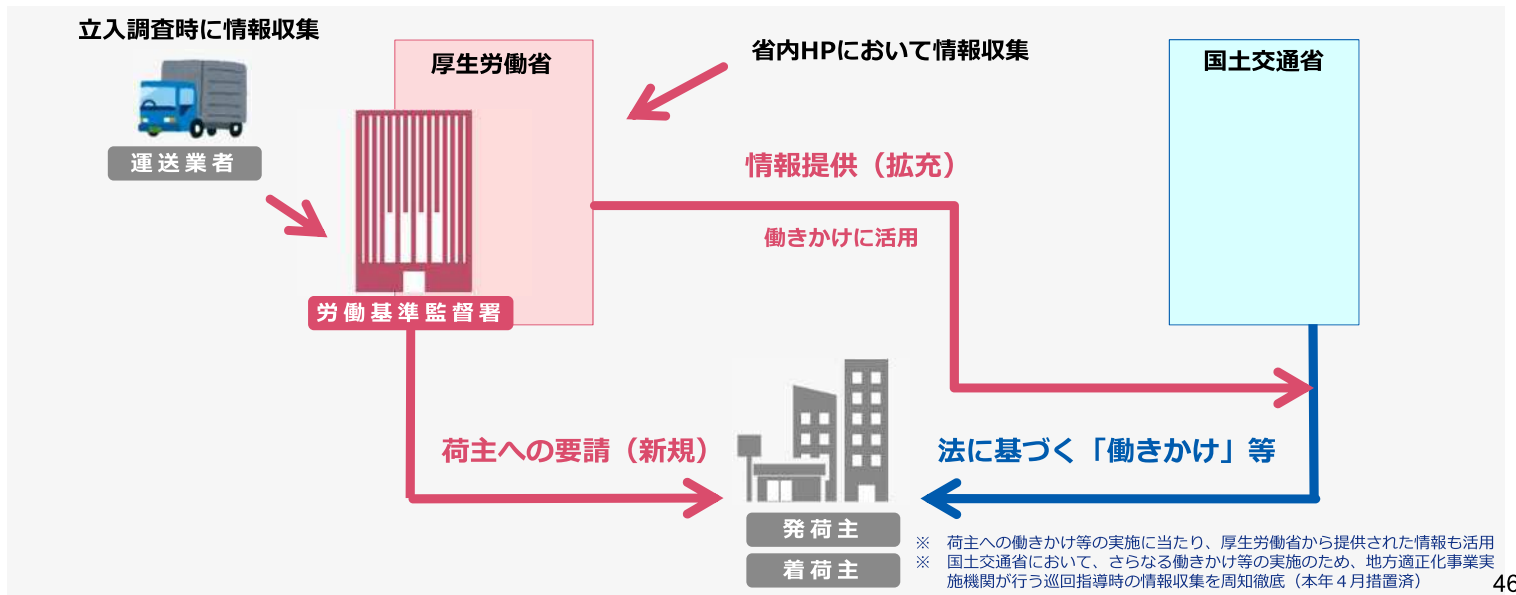 立入調査時に情報収集
厚生労働省
省内HPにおいて情報収集
国土交通省
運送業者
情報提供（拡充）
働きかけに活用
労働基準監督署
荷主への要請（新規）
法に基づく「働きかけ」等
発荷主
着荷主
※　荷主への働きかけ等の実施に当たり、厚生労働省から提供された情報も活用
※　国土交通省において、さらなる働きかけ等の実施のため、地方適正化事業実
施機関が行う巡回指導時の情報収集を周知徹底（本年４月措置済）
46